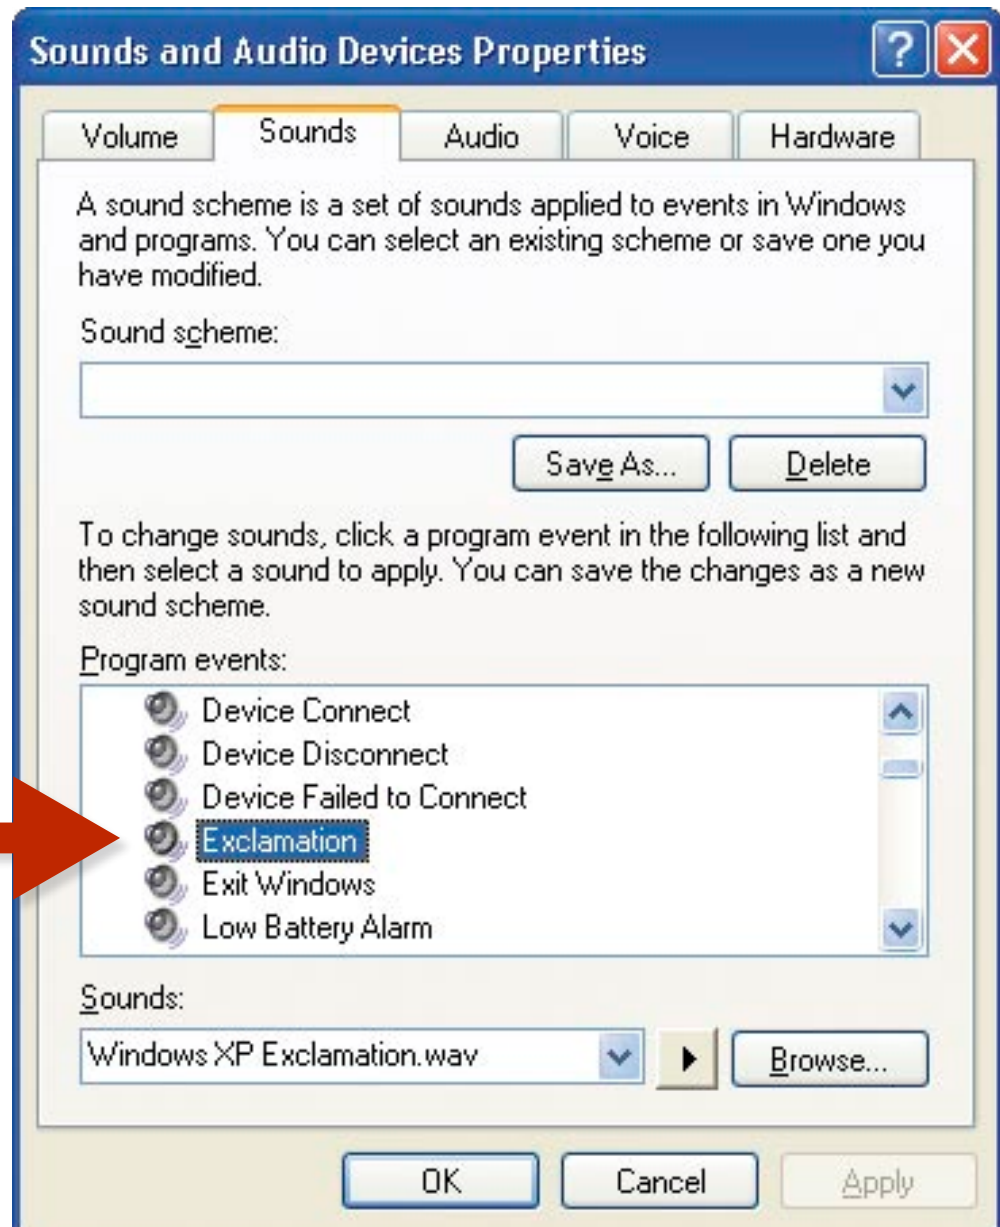 Sounds and Audio Devices Properties
?
Volume Sounds Audio Voice Hardware
A sound scheme is a set of sounds applied to events in Windows
and programs. You can select an existing scheme or save one you
have modified.
Sound scheme:
Save As... Delete
To change sounds, click a program event in the following list and
then select a sound to apply. You can save the changes as a new
sound scheme.
Program events:
Device Connect
Device Disconnect
Device Failed to Connect
Exclamation
Exit Windows
Low Battery Alarm
Sounds:
Windows XP Exclamation.wav Browse...
OK Cancel Apply